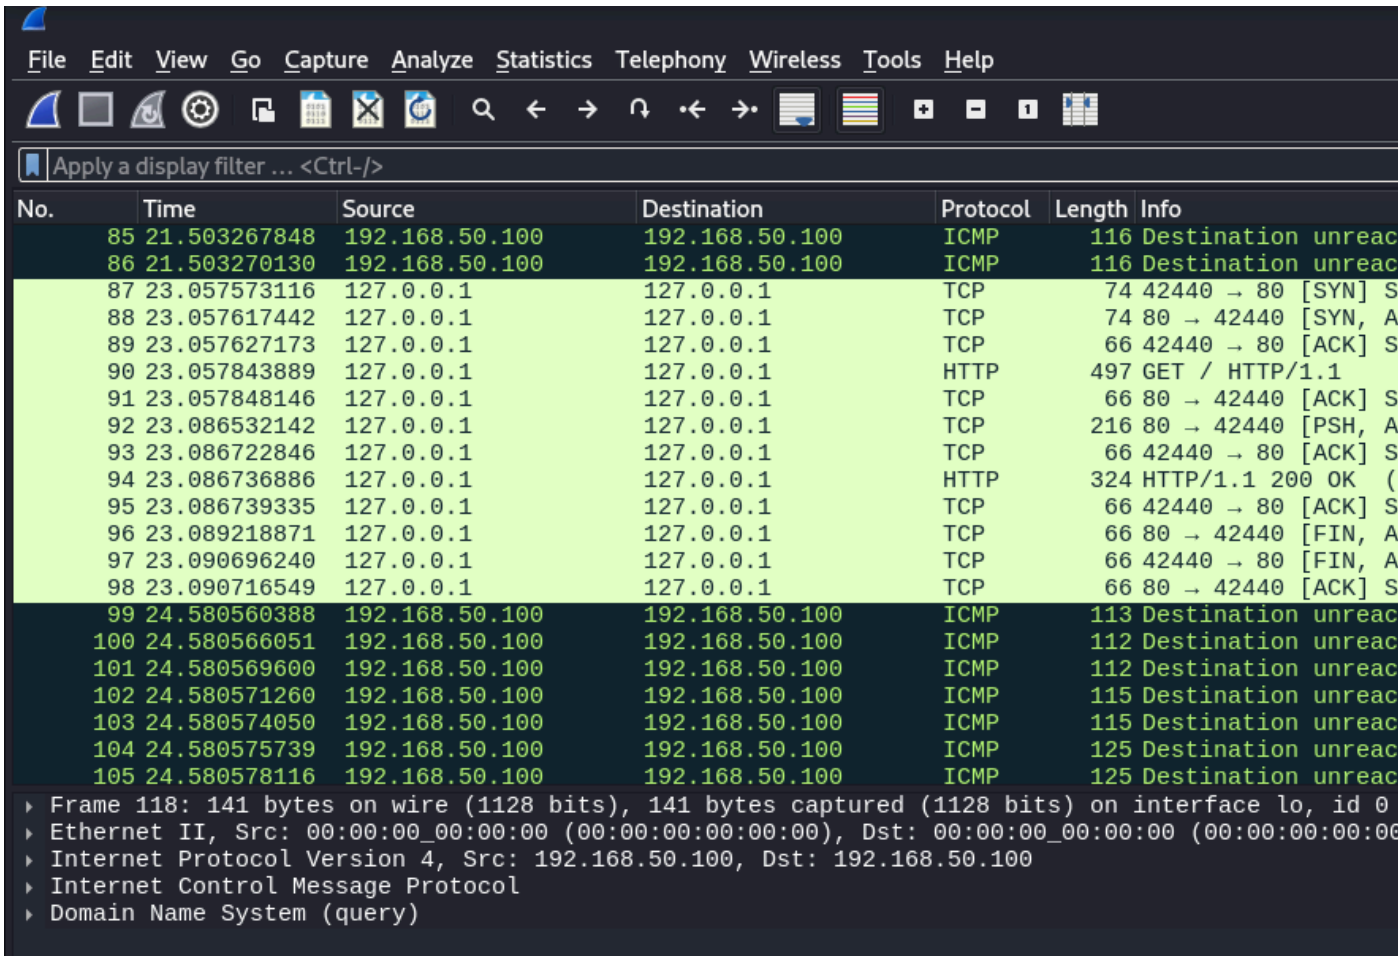 File Edit View Go Capture Analyze Statistics Telephony Wireless Tools Help
Apply a display filter ... <Ctrl-/>
No. Time Source Destination Protocol Length Info
85 21.503267848 192.168.50.100 192.168.50.100 ICMP 116 Destination unreac
86 21.503270130 192.168.50.100 192.168.50.100 ICMP 116 Destination unreac
87 23.057573116 127.0.0.1 127.0.0.1 TCP 74 42440 → 80 [SYN] S
88 23.057617442 127.0.0.1 127.0.0.1 TCP 74 80 → 42440 [SYN, A
89 23.057627173 127.0.0.1 127.0.0.1 TCP 66 42440 → 80 [ACK] S
90 23.057843889 127.0.0.1 127.0.0.1 HTTP 497 GET / HTTP/1.1
91 23.057848146 127.0.0.1 127.0.0.1 TCP 66 80 → 42440 [ACK] S
92 23.086532142 127.0.0.1 127.0.0.1 TCP 216 80 → 42440 [PSH, A
93 23.086722846 127.0.0.1 127.0.0.1 TCP 66 42440 → 80 [ACK] S
94 23.086736886 127.0.0.1 127.0.0.1 HTTP 324 HTTP/1.1 200 OK (
95 23.086739335 127.0.0.1 127.0.0.1 TCP 66 42440 → 80 [ACK] S
96 23.089218871 127.0.0.1 127.0.0.1 TCP 66 80 → 42440 [FIN, A
97 23.090696240 127.0.0.1 127.0.0.1 TCP 66 42440 → 80 [FIN, A
98 23.090716549 127.0.0.1 127.0.0.1 TCP 66 80 → 42440 [ACK] S
99 24.580560388 192.168.50.100 192.168.50.100 ICMP 113 Destination unreac
100 24.580566051 192.168.50.100 192.168.50.100 ICMP 112 Destination unreac
101 24.580569600 192.168.50.100 192.168.50.100 ICMP 112 Destination unreac
102 24.580571260 192.168.50.100 192.168.50.100 ICMP 115 Destination unreac
103 24.580574050 192.168.50.100 192.168.50.100 ICMP 115 Destination unreac
104 24.580575739 192.168.50.100 192.168.50.100 ICMP 125 Destination unreac
105 24.580578116 192.168.50.100 192.168.50.100 ICMP 125 Destination unreac
Frame 118: 141 bytes on wire (1128 bits), 141 bytes captured (1128 bits) on interface lo, id 0
Ethernet II, Src: 00:00:00_00:00:00 (00:00:00:00:00:00), Dst: 00:00:00_00:00:00 (00:00:00:00:00
Internet Protocol Version 4, Src: 192.168.50.100, Dst: 192.168.50.100
Internet Control Message Protocol
Domain Name System (query)